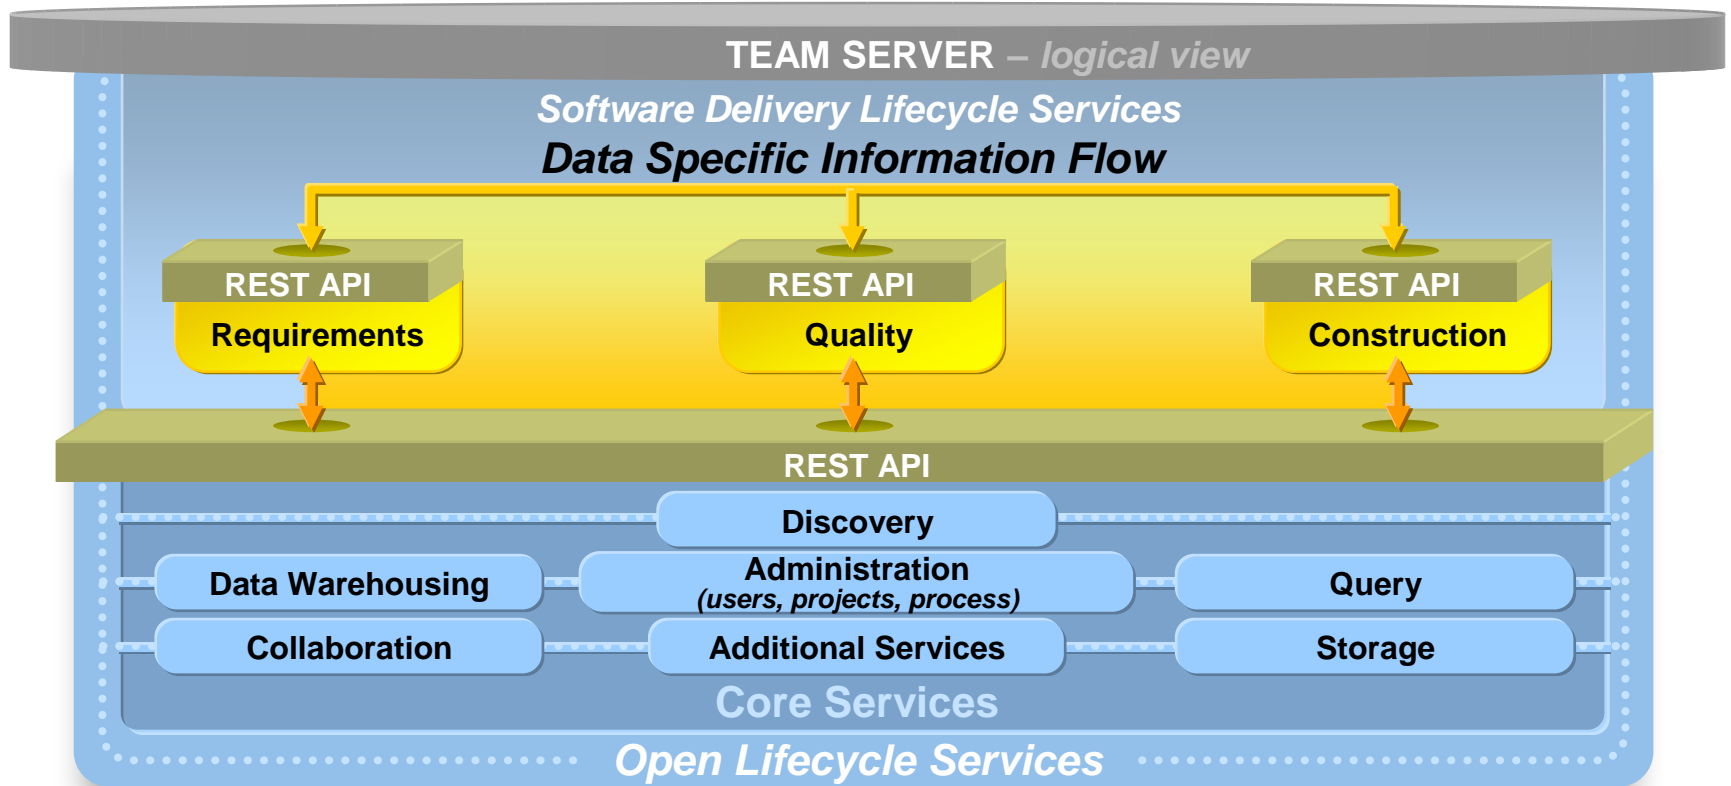 TEAM SERVER – logical view
Software Delivery Lifecycle Services
Data Specific Information Flow
REST API
REST API
REST API
Requirements
Quality
Construction
REST API
Discovery
Data Warehousing
Administration
(users, projects, process)
Query
Collaboration
Additional Services
Storage
Core Services
Open Lifecycle Services